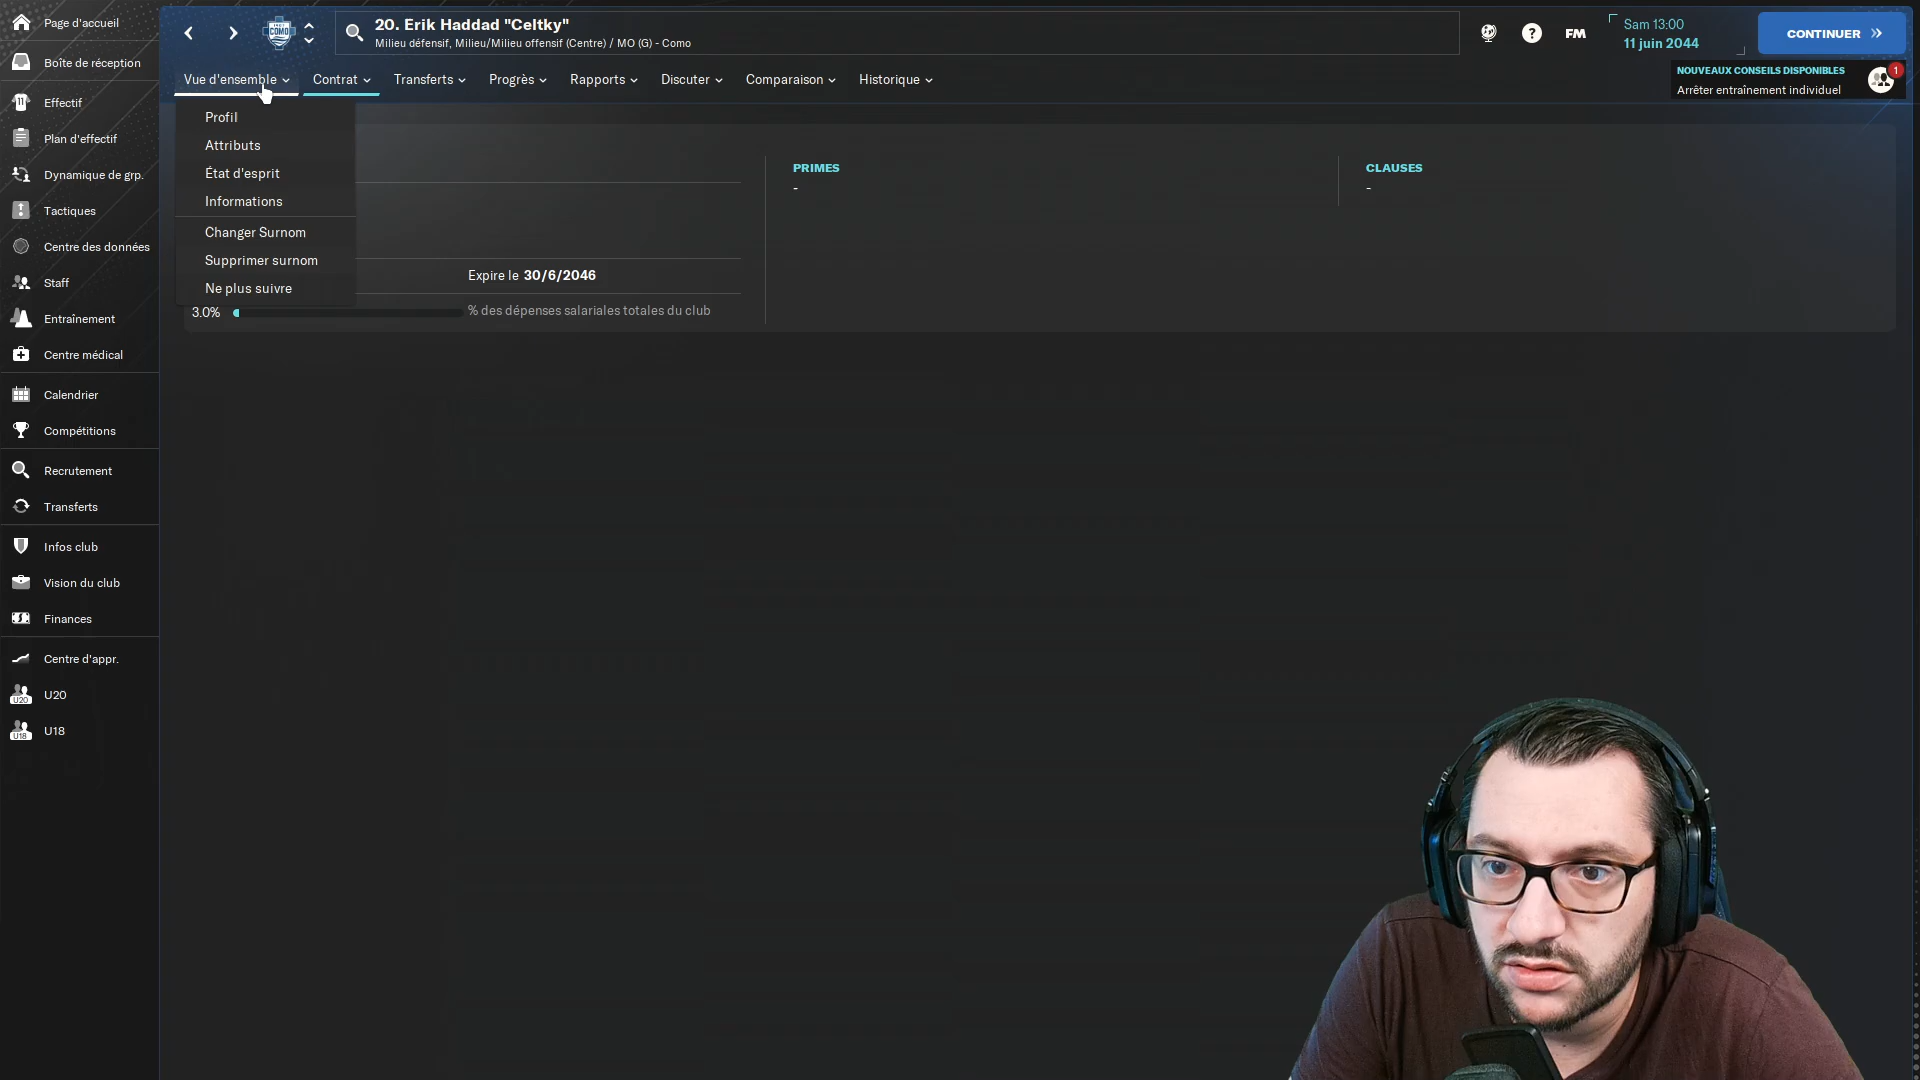 Page d'accueil
Boîte de réception
Effectif
Plan d'effectif
Dynamique de grp.
Tactiques
Centre des données
Staff
Entraînement
Centre médical
Calendrier
Compétitions
Recrutement
Transferts
Infos club
Vision du club
Finances
Centre d'appr.
U20
U20
U18
U18
COMO
20. Erik Haddad "Celtky"
Milieu défensif, Milieu/Milieu offensif (Centre) / MO (G) - Como
FM
Sam 13:00
11 juin 2044
CONTINUER
Vue d'ensemble
Contrat
Transferts
Progrès
Rapports
Discuter
Comparaison
Historique
NOUVEAUX CONSEILS DISPONIBLES
Arrêter entraînement individuel
1
Profil
Attributs
État d'esprit
Informations
Changer Surnom
Supprimer surnom
Ne plus suivre
Expire le 30/6/2046
3.0%
% des dépenses salariales totales du club
PRIMES
-
CLAUSES
-